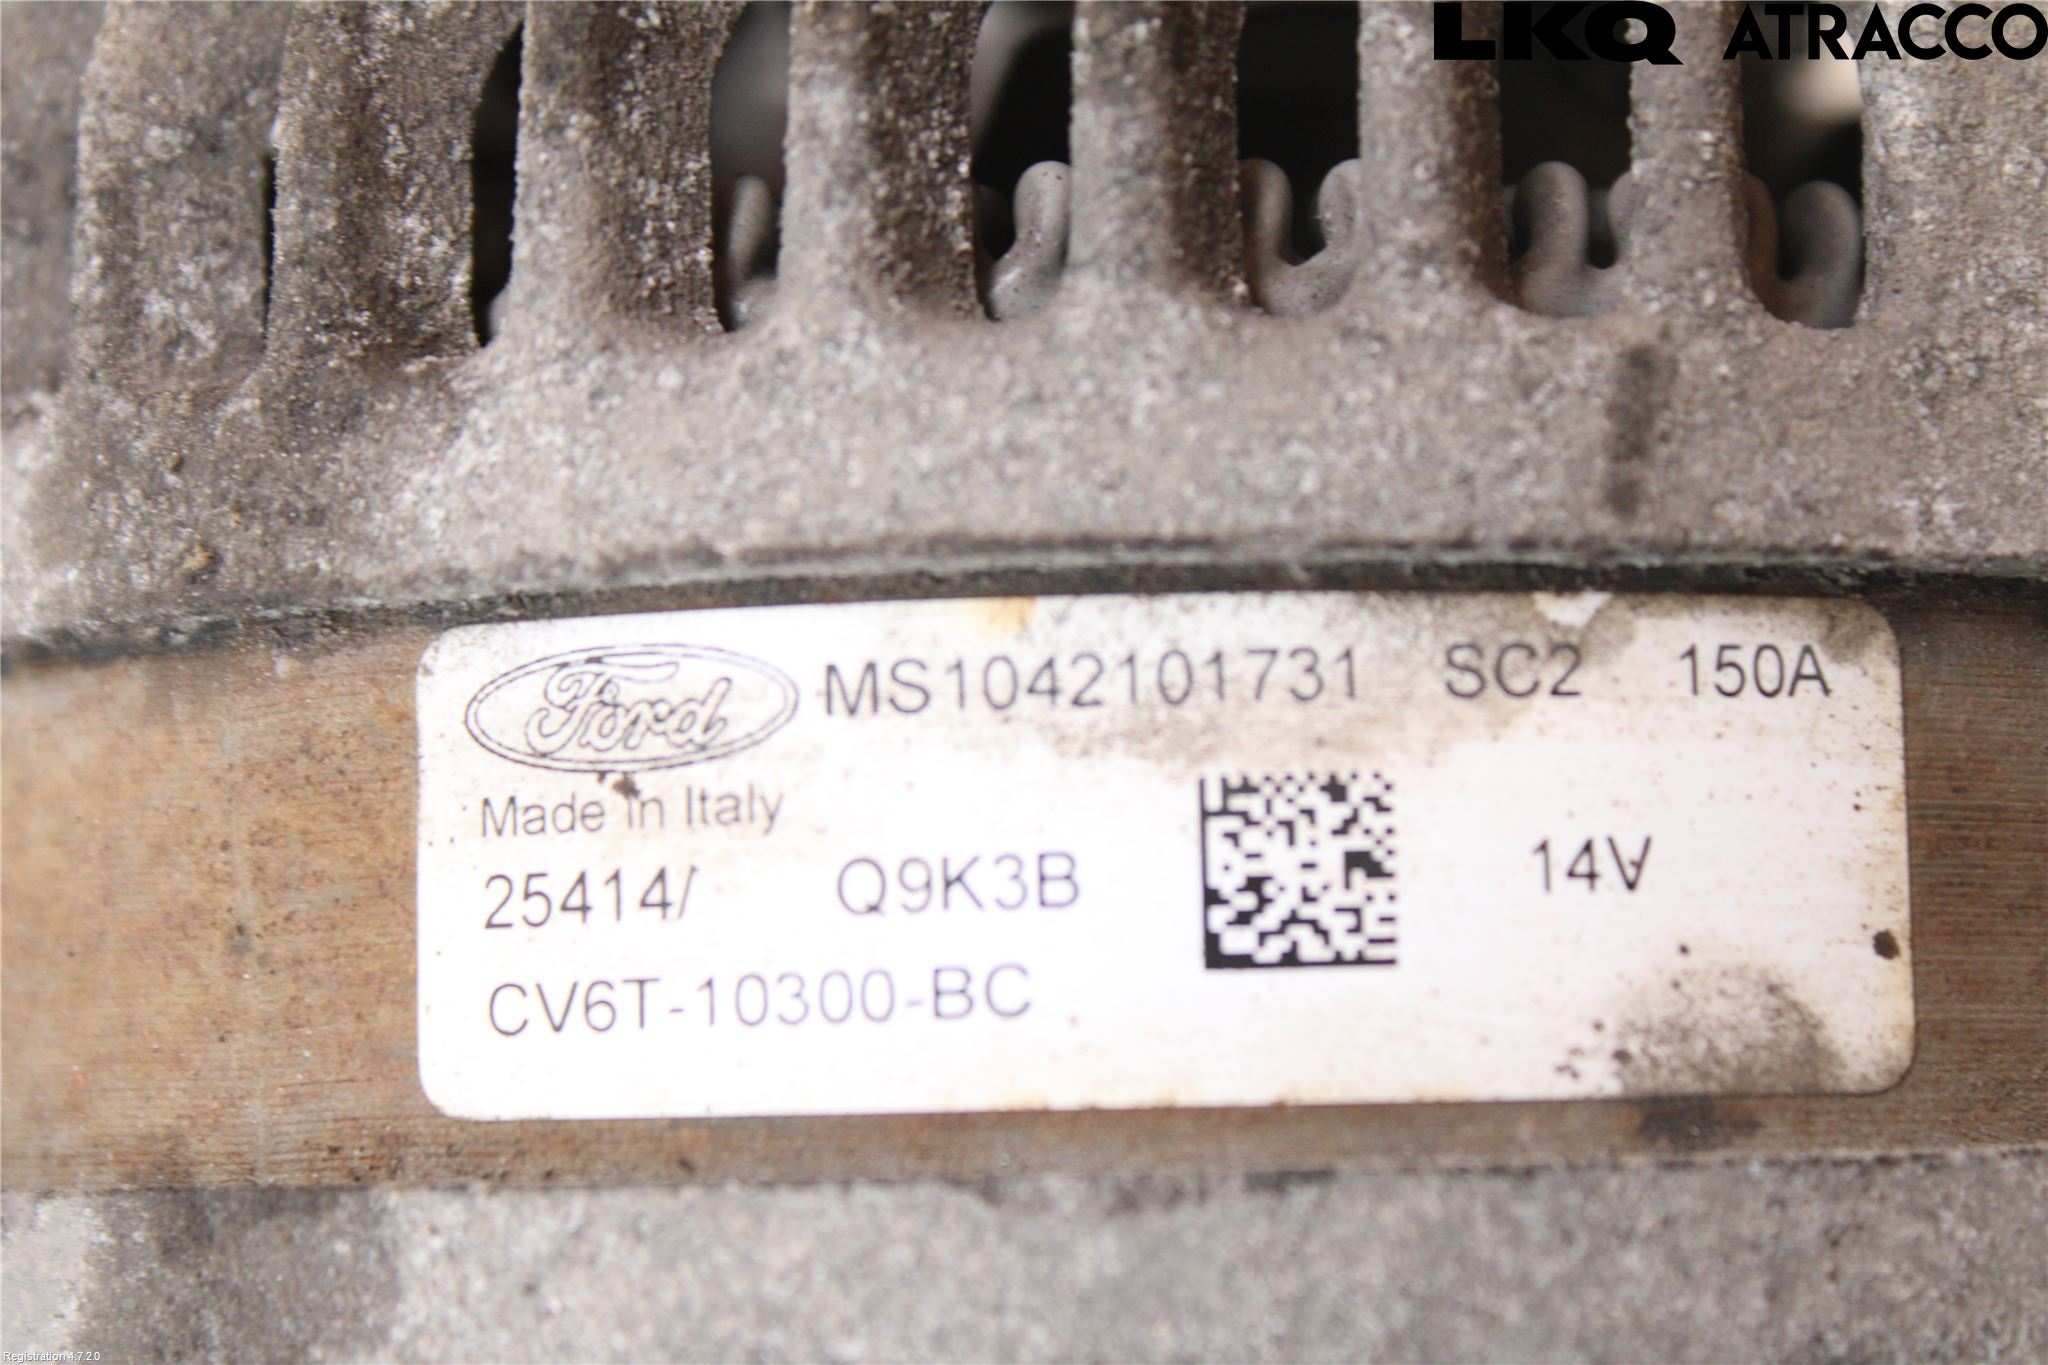 LKQ ATRACCO
Ford MS1042101731 SC2 150A
Made in Italy
25414/ Q9K3B 14V
CV6T-10300-BC
Registration 4.7.2.0